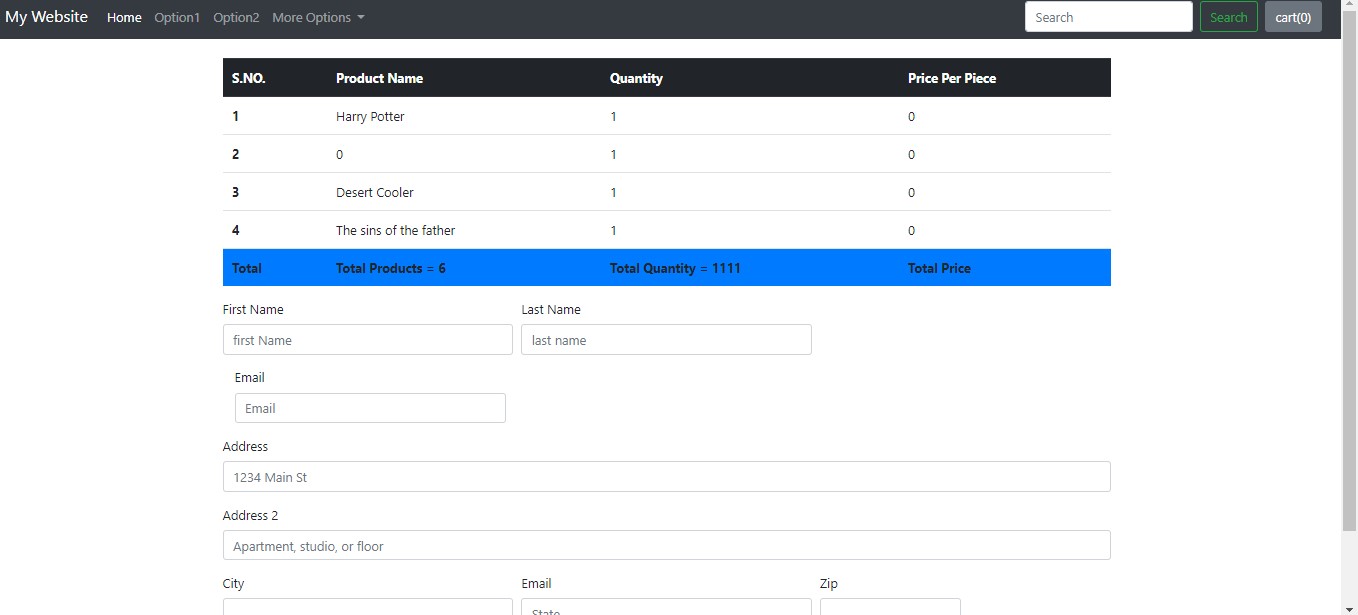 My Website Home Option1 Option2 More Options Search Search cart(0)
S.NO. Product Name Quantity Price Per Piece
1 Harry Potter 1 0
2 0 1 0
3 Desert Cooler 1 0
4 The sins of the father 1 0
Total Total Products = 6 Total Quantity = 1111 Total Price
First Name Last Name
first Name last name
Email
Email
Address
1234 Main St
Address 2
Apartment, studio, or floor
City Email Zip
State